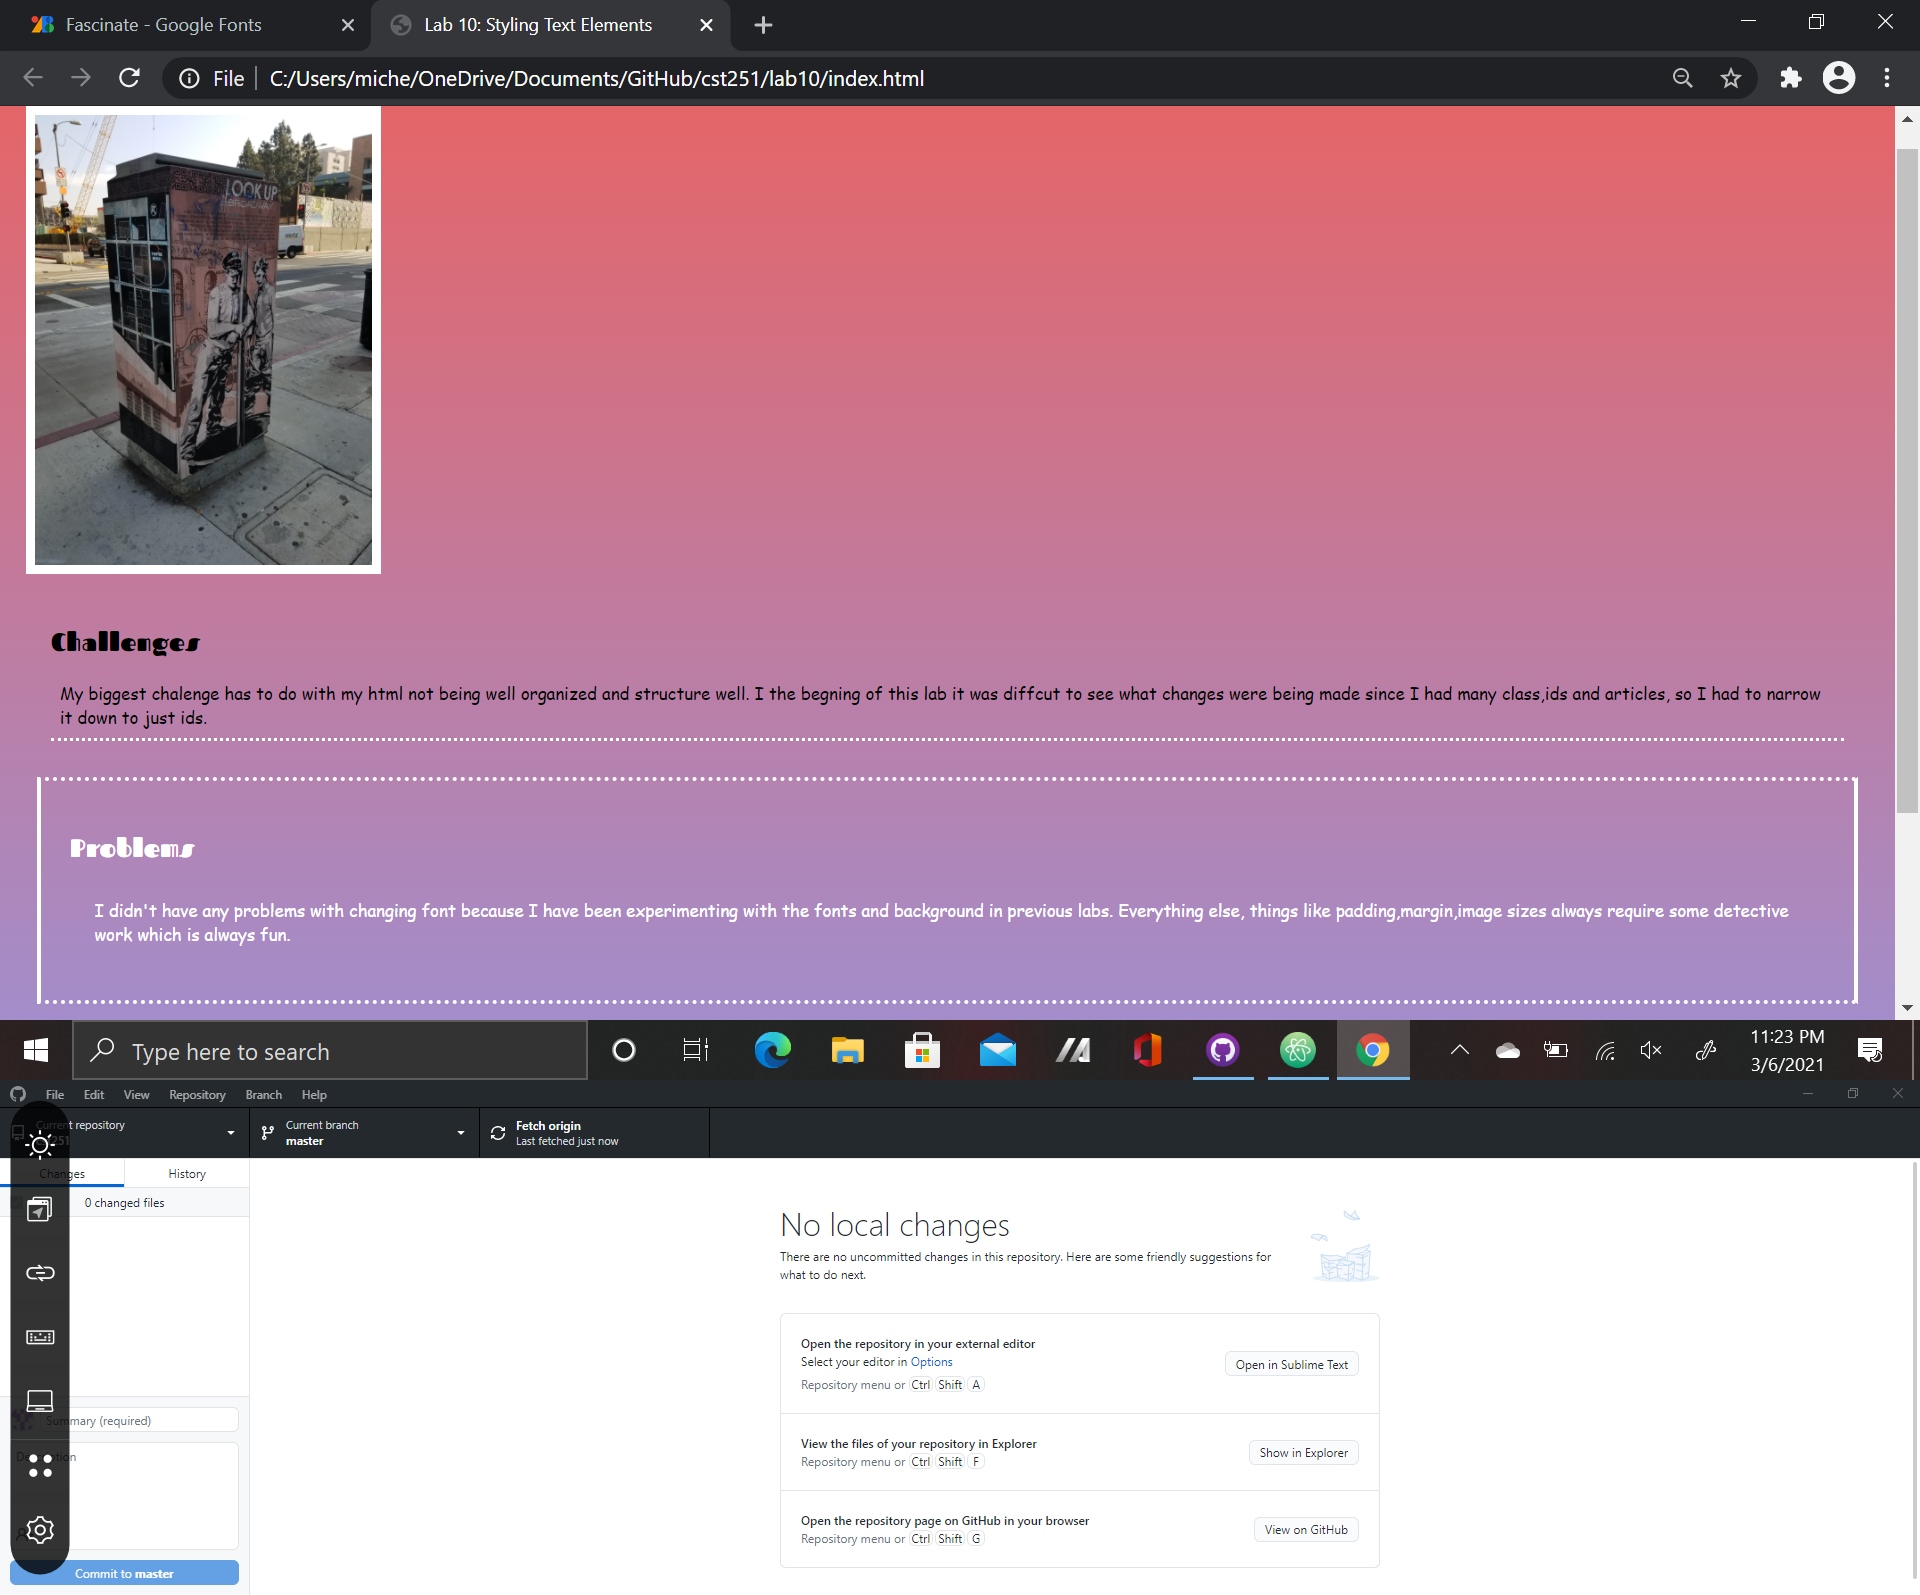 Fascinate - Google Fonts
Lab 10: Styling Text Elements
File
C:/Users/miche/OneDrive/Documents/GitHub/cst251/lab10/index.html
LOOK UP
BROADWAY
Challenges
My biggest chalenge has to do with my html not being well organized and structure well. I the begning of this lab it was diffcut to see what changes were being made since I had many class,ids and articles, so I had to narrow
it down to just ids.
Problems
I didn't have any problems with changing font because I have been experimenting with the fonts and background in previous labs. Everything else, things like padding,margin,image sizes always require some detective
work which is always fun.
Type here to search
11:23 PM
3/6/2021
File Edit View Repository Branch Help
Current repository
251
Current branch
master
Fetch origin
Last fetched just now
Changes
History
0 changed files
No local changes
There are no uncommitted changes in this repository. Here are some friendly suggestions for
what to do next.
Open the repository in your external editor
Select your editor in Options
Repository menu or Ctrl Shift A
Open in Sublime Text
View the files of your repository in Explorer
Repository menu or Ctrl Shift F
Show in Explorer
Open the repository page on GitHub in your browser
Repository menu or Ctrl Shift G
View on GitHub
Summary (required)
Description
Commit to master